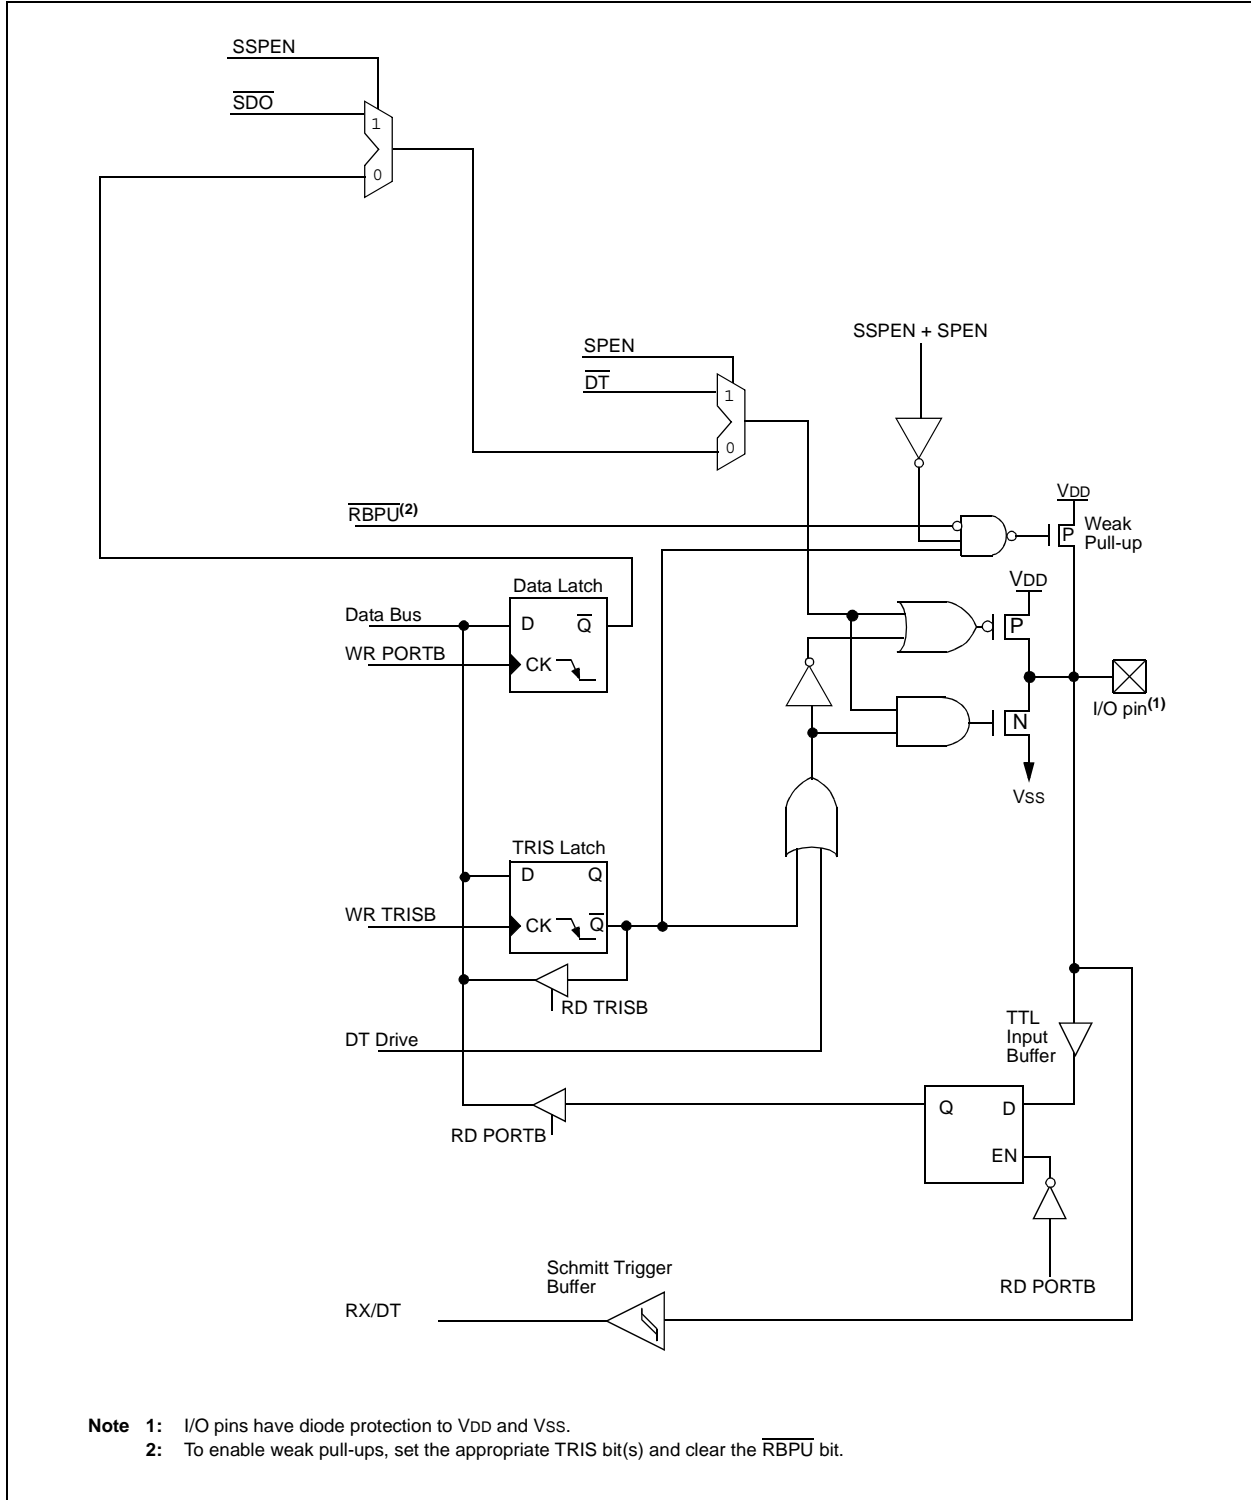 SSPEN
SDO
1
0
SSPEN + SPEN
SPEN
DT
1
0
RBPU(2)
VDD
P
Weak
Pull-up
Data Latch
VDD
Data Bus
D
Q
P
WR PORTB
CK
N
I/O pin(1)
VSS
TRIS Latch
D
Q
WR TRISB
CK
Q
RD TRISB
DT Drive
TTL
Input
Buffer
Q
D
RD PORTB
EN
RD PORTB
Schmitt Trigger
Buffer
RX/DT
Note 1: I/O pins have diode protection to VDD and VSS.
2: To enable weak pull-ups, set the appropriate TRIS bit(s) and clear the RBPU bit.